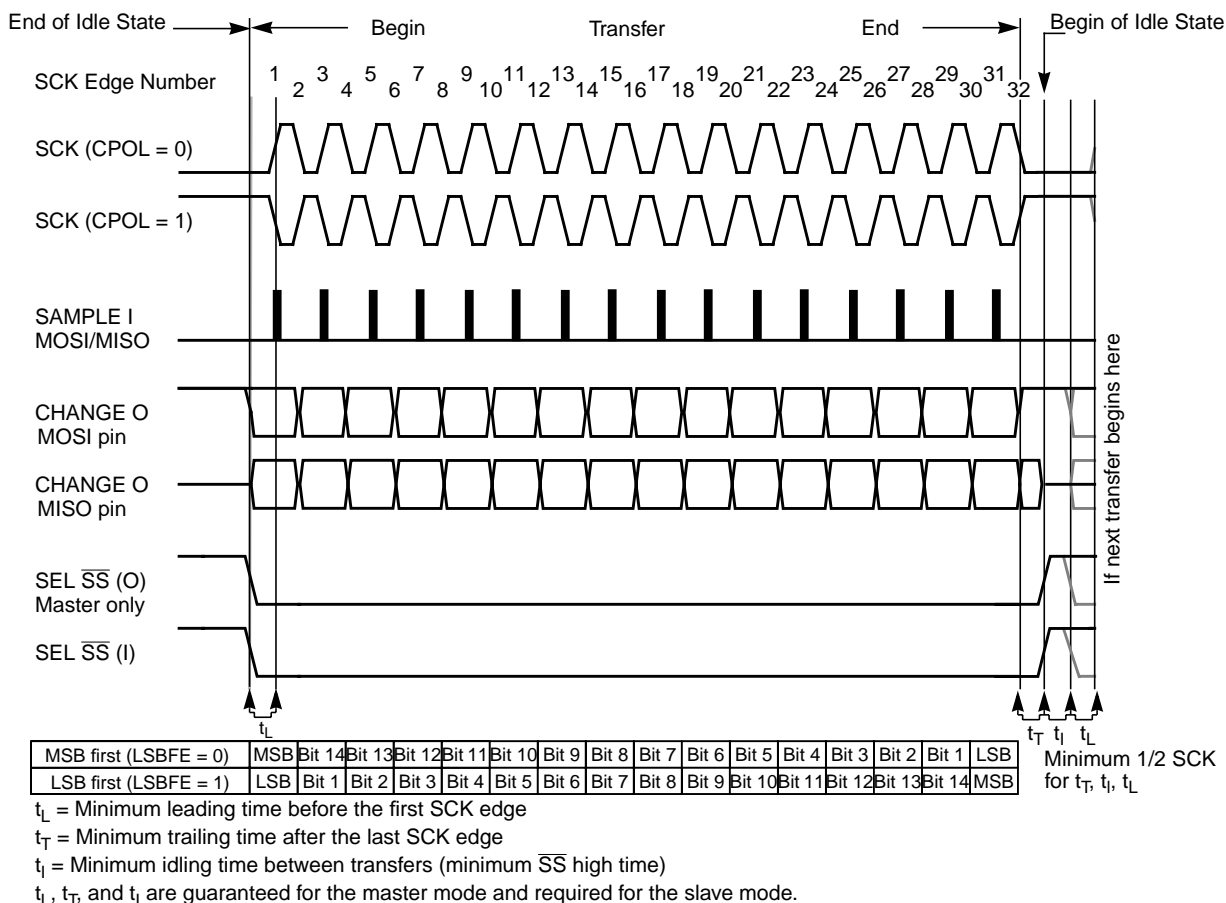 End of Idle State Begin Transfer End Begin of Idle State
SCK Edge Number 1 2 3 4 5 6 7 8 9 10 11 12 13 14 15 16 17 18 19 20 21 22 23 24 25 26 27 28 29 30 31 32
SCK (CPOL = 0)
SCK (CPOL = 1)
SAMPLE I
MOSI/MISO
CHANGE O
MOSI pin
CHANGE O
MISO pin
SEL SS (O)
Master only
SEL SS (I)
If next transfer begins here
tL tT tI tL
MSB first (LSBFE = 0) MSB Bit 14 Bit 13 Bit 12 Bit 11 Bit 10 Bit 9 Bit 8 Bit 7 Bit 6 Bit 5 Bit 4 Bit 3 Bit 2 Bit 1 LSB
LSB first (LSBFE = 1) LSB Bit 1 Bit 2 Bit 3 Bit 4 Bit 5 Bit 6 Bit 7 Bit 8 Bit 9 Bit 10 Bit 11 Bit 12 Bit 13 Bit 14 MSB
Minimum 1/2 SCK
for tT, tI, tL
tL = Minimum leading time before the first SCK edge
tT = Minimum trailing time after the last SCK edge
tI = Minimum idling time between transfers (minimum SS high time)
tL, tT, and tI are guaranteed for the master mode and required for the slave mode.